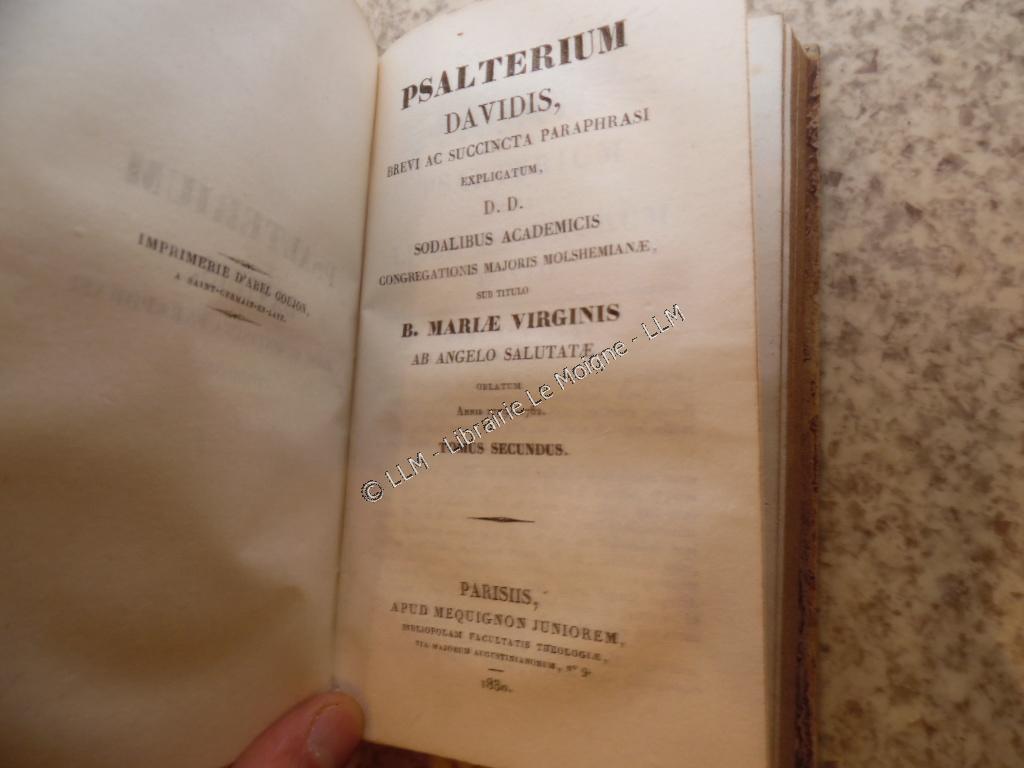 IMPRIMERIE D'ABEL GOUJON,
A SAINT-GERMAIN-EN-LAYE.
PSALTERIUM
DAVIDIS,
BREVI AC SUCCINCTA PARAPHRASI
EXPLICATUM,
D. D.
SODALIBUS ACADEMICIS
CONGREGATIONIS MAJORIS MOLSHEMIANÆ,
SUB TITULO
B. MARIÆ VIRGINIS
AB ANGELO SALUTATÆ
OBLATUM
ANNIS
TOMUS SECUNDUS.
PARISIIS,
APUD MEQUIGNON JUNIOREM,
BIBLIOPOLAM FACULTATIS THEOLOGIÆ,
VIA MAJORUM AUGUSTINIANORUM, n° 9.
1830.
© LLM - Librairie Le Moigne - LLM